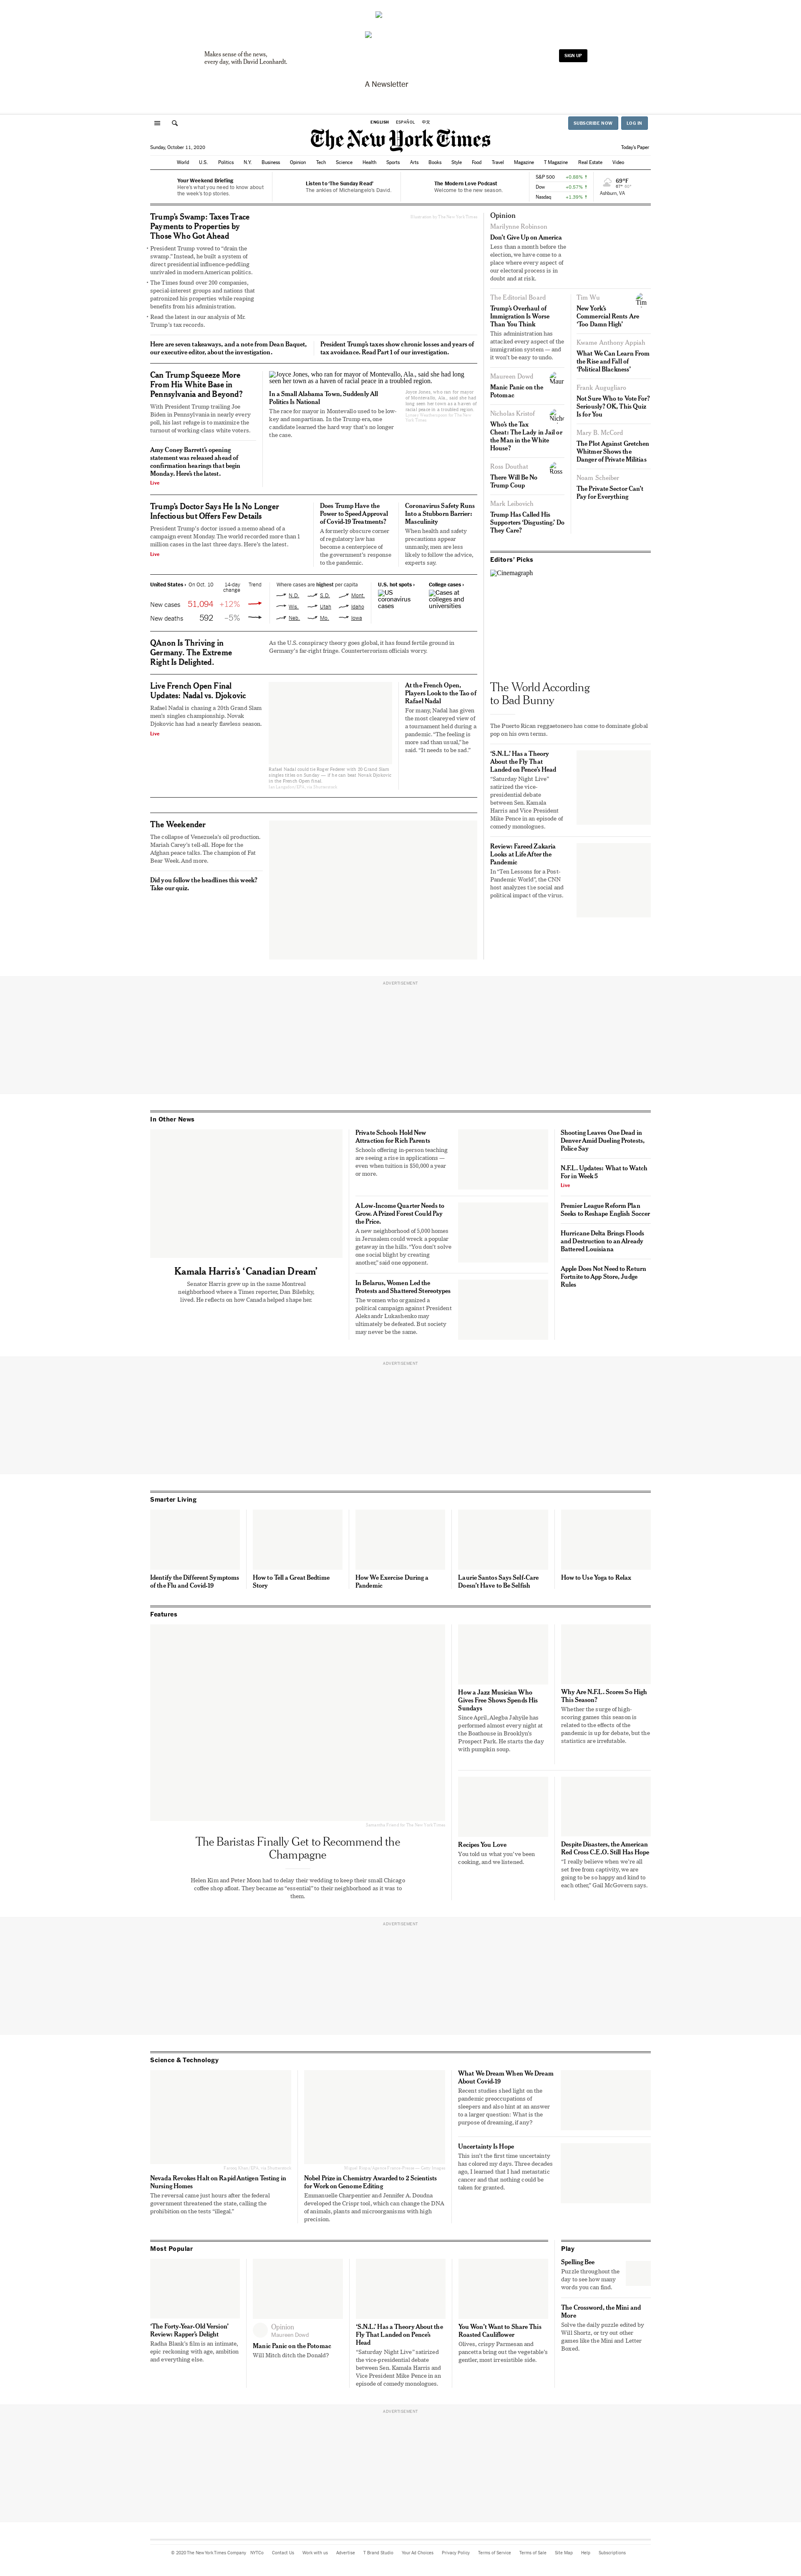 Makes sense of the news,
every day, with David Leonhardt.
SIGN UP
A Newsletter
ENGLISH ESPAÑOL 中文
SUBSCRIBE NOW LOG IN
The New York Times
Sunday, October 11, 2020
Today's Paper
World U.S. Politics N.Y. Business Opinion Tech Science Health Sports Arts Books Style Food Travel Magazine T Magazine Real Estate Video
Your Weekend Briefing
Here's what you need to know about
the week's top stories.
Listen to 'The Sunday Read'
The ankles of Michelangelo's David.
The Modern Love Podcast
Welcome to the new season.
S&P 500 +0.88%
Dow +0.57%
Nasdaq +1.39%
69°F
Ashburn, VA
Trump's Swamp: Taxes Trace
Payments to Properties by
Those Who Got Ahead
• President Trump vowed to "drain the
swamp." Instead, he built a system of
direct presidential influence-peddling
unrivaled in modern American politics.
• The Times found over 200 companies,
special-interest groups and nations that
patronized his properties while reaping
benefits from his administration.
• Read the latest in our analysis of Mr.
Trump's tax records.
Illustration by The New York Times
Here are seven takeaways, and a note from Dean Baquet,
our executive editor, about the investigation.
President Trump's taxes show chronic losses and years of
tax avoidance. Read Part 1 of our investigation.
Can Trump Squeeze More
From His White Base in
Pennsylvania and Beyond?
With President Trump trailing Joe
Biden in Pennsylvania in nearly every
poll, his last refuge is to maximize the
turnout of working class white voters.
Amy Coney Barrett's opening
statement was released ahead of
confirmation hearings that begin
Monday. Here's the latest.
Live
Joyce Jones, who ran for mayor of Montevallo, Ala., said she had long
seen her town as a haven of racial peace in a troubled region.
In a Small Alabama Town, Suddenly All
Politics Is National
The race for mayor in Montevallo used to be low-
key and nonpartisan. In the Trump era, one
candidate learned the hard way that's no longer
the case.
Joyce Jones, who ran for mayor
of Montevallo, Ala., said she had
long seen her town as a haven of
racial peace in a troubled region.
Trump's Doctor Says He Is No Longer
Infectious but Offers Few Details
President Trump's doctor issued a memo ahead of a
campaign event Monday. The world recorded more than 1
million cases in the last three days. Here's the latest.
Live
Does Trump Have the
Power to Speed Approval
of Covid-19 Treatments?
A formerly obscure corner
of regulatory law has
become a centerpiece of
the government's response
to the pandemic.
Coronavirus Safety Runs
Into a Stubborn Barrier:
Masculinity
When health and safety
precautions appear
unmanly, men are less
likely to follow the advice,
experts say.
United States › On Oct. 10 14-day
change Trend
New cases 51,094 +12%
New deaths 592 –5%
Where cases are highest per capita
N.D. S.D. Mont.
Wis. Utah Idaho
Neb. Mo. Iowa
U.S. hot spots ›
US
coronavirus
cases
College cases ›
Cases at
colleges and
universities
QAnon Is Thriving in
Germany. The Extreme
Right Is Delighted.
As the U.S. conspiracy theory goes global, it has found fertile ground in
Germany's far-right fringe. Counterterrorism officials worry.
Live French Open Final
Updates: Nadal vs. Djokovic
Rafael Nadal is chasing a 20th Grand Slam
men's singles championship. Novak
Djokovic has had a nearly flawless season.
Live
Rafael Nadal could tie Roger Federer with 20 Grand Slam
singles titles on Sunday — if he can beat Novak Djokovic
in the French Open final.
At the French Open,
Players Look to the Tao of
Rafael Nadal
For many, Nadal has given
the most cleareyed view of
a tournament held during a
pandemic. "The feeling is
more sad than usual," he
said. "It needs to be sad."
The Weekender
The collapse of Venezuela's oil production.
Mariah Carey's tell-all. Hope for the
Afghan peace talks. The champion of Fat
Bear Week. And more.
Did you follow the headlines this week?
Take our quiz.
Opinion
Marilynne Robinson
Don't Give Up on America
Less than a month before the
election, we have come to a
place where every aspect of
our electoral process is in
doubt and at risk.
The Editorial Board
Trump's Overhaul of
Immigration Is Worse
Than You Think
This administration has
attacked every aspect of the
immigration system — and
it won't be easy to undo.
Maureen Dowd
Manic Panic on the
Potomac
Maur
Nicholas Kristof
Who's the Tax
Cheat: The Lady in Jail or
the Man in the White
House?
Nich
Ross Douthat
There Will Be No
Trump Coup
Ross
Mark Leibovich
Trump Has Called His
Supporters 'Disgusting.' Do
They Care?
Tim Wu
New York's
Commercial Rents Are
'Too Damn High'
Tim
Kwame Anthony Appiah
What We Can Learn From
the Rise and Fall of
'Political Blackness'
Frank Augugliaro
Not Sure Who to Vote For?
Seriously? OK, This Quiz
Is for You
Mary B. McCord
The Plot Against Gretchen
Whitmer Shows the
Danger of Private Militias
Noam Scheiber
The Private Sector Can't
Pay for Everything
Editors' Picks
Cinemagraph
The World According
to Bad Bunny
The Puerto Rican reggaetonero has come to dominate global
pop on his own terms.
'S.N.L.' Has a Theory
About the Fly That
Landed on Pence's Head
"Saturday Night Live"
satirized the vice-
presidential debate
between Sen. Kamala
Harris and Vice President
Mike Pence in an episode of
comedy monologues.
Review: Fareed Zakaria
Looks at Life After the
Pandemic
In "Ten Lessons for a Post-
Pandemic World", the CNN
host analyzes the social and
political impact of the virus.
ADVERTISEMENT
In Other News
Kamala Harris's 'Canadian Dream'
Senator Harris grew up in the same Montreal
neighborhood where a Times reporter, Dan Bilefsky,
lived. He reflects on how Canada helped shape her.
Private Schools Hold New
Attraction for Rich Parents
Schools offering in-person teaching
are seeing a rise in applications —
even when tuition is $50,000 a year
or more.
A Low-Income Quarter Needs to
Grow. A Prized Forest Could Pay
the Price.
A new neighborhood of 5,000 homes
in Jerusalem could wreck a popular
getaway in the hills. "You don't solve
one social blight by creating
another," said one opponent.
In Belarus, Women Led the
Protests and Shattered Stereotypes
The women who organized a
political campaign against President
Aleksandr Lukashenko may
ultimately be defeated. But society
may never be the same.
Shooting Leaves One Dead in
Denver Amid Dueling Protests,
Police Say
N.F.L. Updates: What to Watch
For in Week 5
Live
Premier League Reform Plan
Seeks to Reshape English Soccer
Hurricane Delta Brings Floods
and Destruction to an Already
Battered Louisiana
Apple Does Not Need to Return
Fortnite to App Store, Judge
Rules
ADVERTISEMENT
Smarter Living
Identify the Different Symptoms
of the Flu and Covid-19
How to Tell a Great Bedtime
Story
How We Exercise During a
Pandemic
Laurie Santos Says Self-Care
Doesn't Have to Be Selfish
How to Use Yoga to Relax
Features
The Baristas Finally Get to Recommend the
Champagne
Helen Kim and Peter Moon had to delay their wedding to keep their small Chicago
coffee shop afloat. They became as "essential" to their neighborhood as it was to
them.
How a Jazz Musician Who
Gives Free Shows Spends His
Sundays
Since April, Alegba Jahyile has
performed almost every night at
the Boathouse in Brooklyn's
Prospect Park. He starts the day
with pumpkin soup.
Why Are N.F.L. Scores So High
This Season?
Whether the surge of high-
scoring games this season is
related to the effects of the
pandemic is up for debate, but the
statistics are irrefutable.
Recipes You Love
You told us what you've been
cooking, and we listened.
Despite Disasters, the American
Red Cross C.E.O. Still Has Hope
"I really believe when we're all
set free from captivity, we are
going to be so happy and kind to
each other," Gail McGovern says.
ADVERTISEMENT
Science & Technology
Nevada Revokes Halt on Rapid Antigen Testing in
Nursing Homes
The reversal came just hours after the federal
government threatened the state, calling the
prohibition on the tests "illegal."
Nobel Prize in Chemistry Awarded to 2 Scientists
for Work on Genome Editing
Emmanuelle Charpentier and Jennifer A. Doudna
developed the Crispr tool, which can change the DNA
of animals, plants and microorganisms with high
precision.
What We Dream When We Dream
About Covid-19
Recent studies shed light on the
pandemic preoccupations of
sleepers and also hint at an answer
to a larger question: What is the
purpose of dreaming, if any?
Uncertainty Is Hope
This isn't the first time uncertainty
has colored my days. Three decades
ago, I learned that I had metastatic
cancer and that nothing could be
taken for granted.
Most Popular
'The Forty-Year-Old Version'
Review: Rapper's Delight
Radha Blank's film is an intimate,
epic reckoning with age, ambition
and everything else.
Opinion
Maureen Dowd
Manic Panic on the Potomac
Will Mitch ditch the Donald?
'S.N.L.' Has a Theory About the
Fly That Landed on Pence's
Head
"Saturday Night Live" satirized
the vice-presidential debate
between Sen. Kamala Harris and
Vice President Mike Pence in an
episode of comedy monologues.
You Won't Want to Share This
Roasted Cauliflower
Olives, crispy Parmesan and
pancetta bring out the vegetable's
gentler, most irresistible side.
Play
Spelling Bee
Puzzle throughout the
day to see how many
words you can find.
The Crossword, the Mini and
More
Solve the daily puzzle edited by
Will Shortz, or try out other
games like the Mini and Letter
Boxed.
ADVERTISEMENT
© 2020 The New York Times Company NYTCo Contact Us Work with us Advertise T Brand Studio Your Ad Choices Privacy Policy Terms of Service Terms of Sale Site Map Help Subscriptions